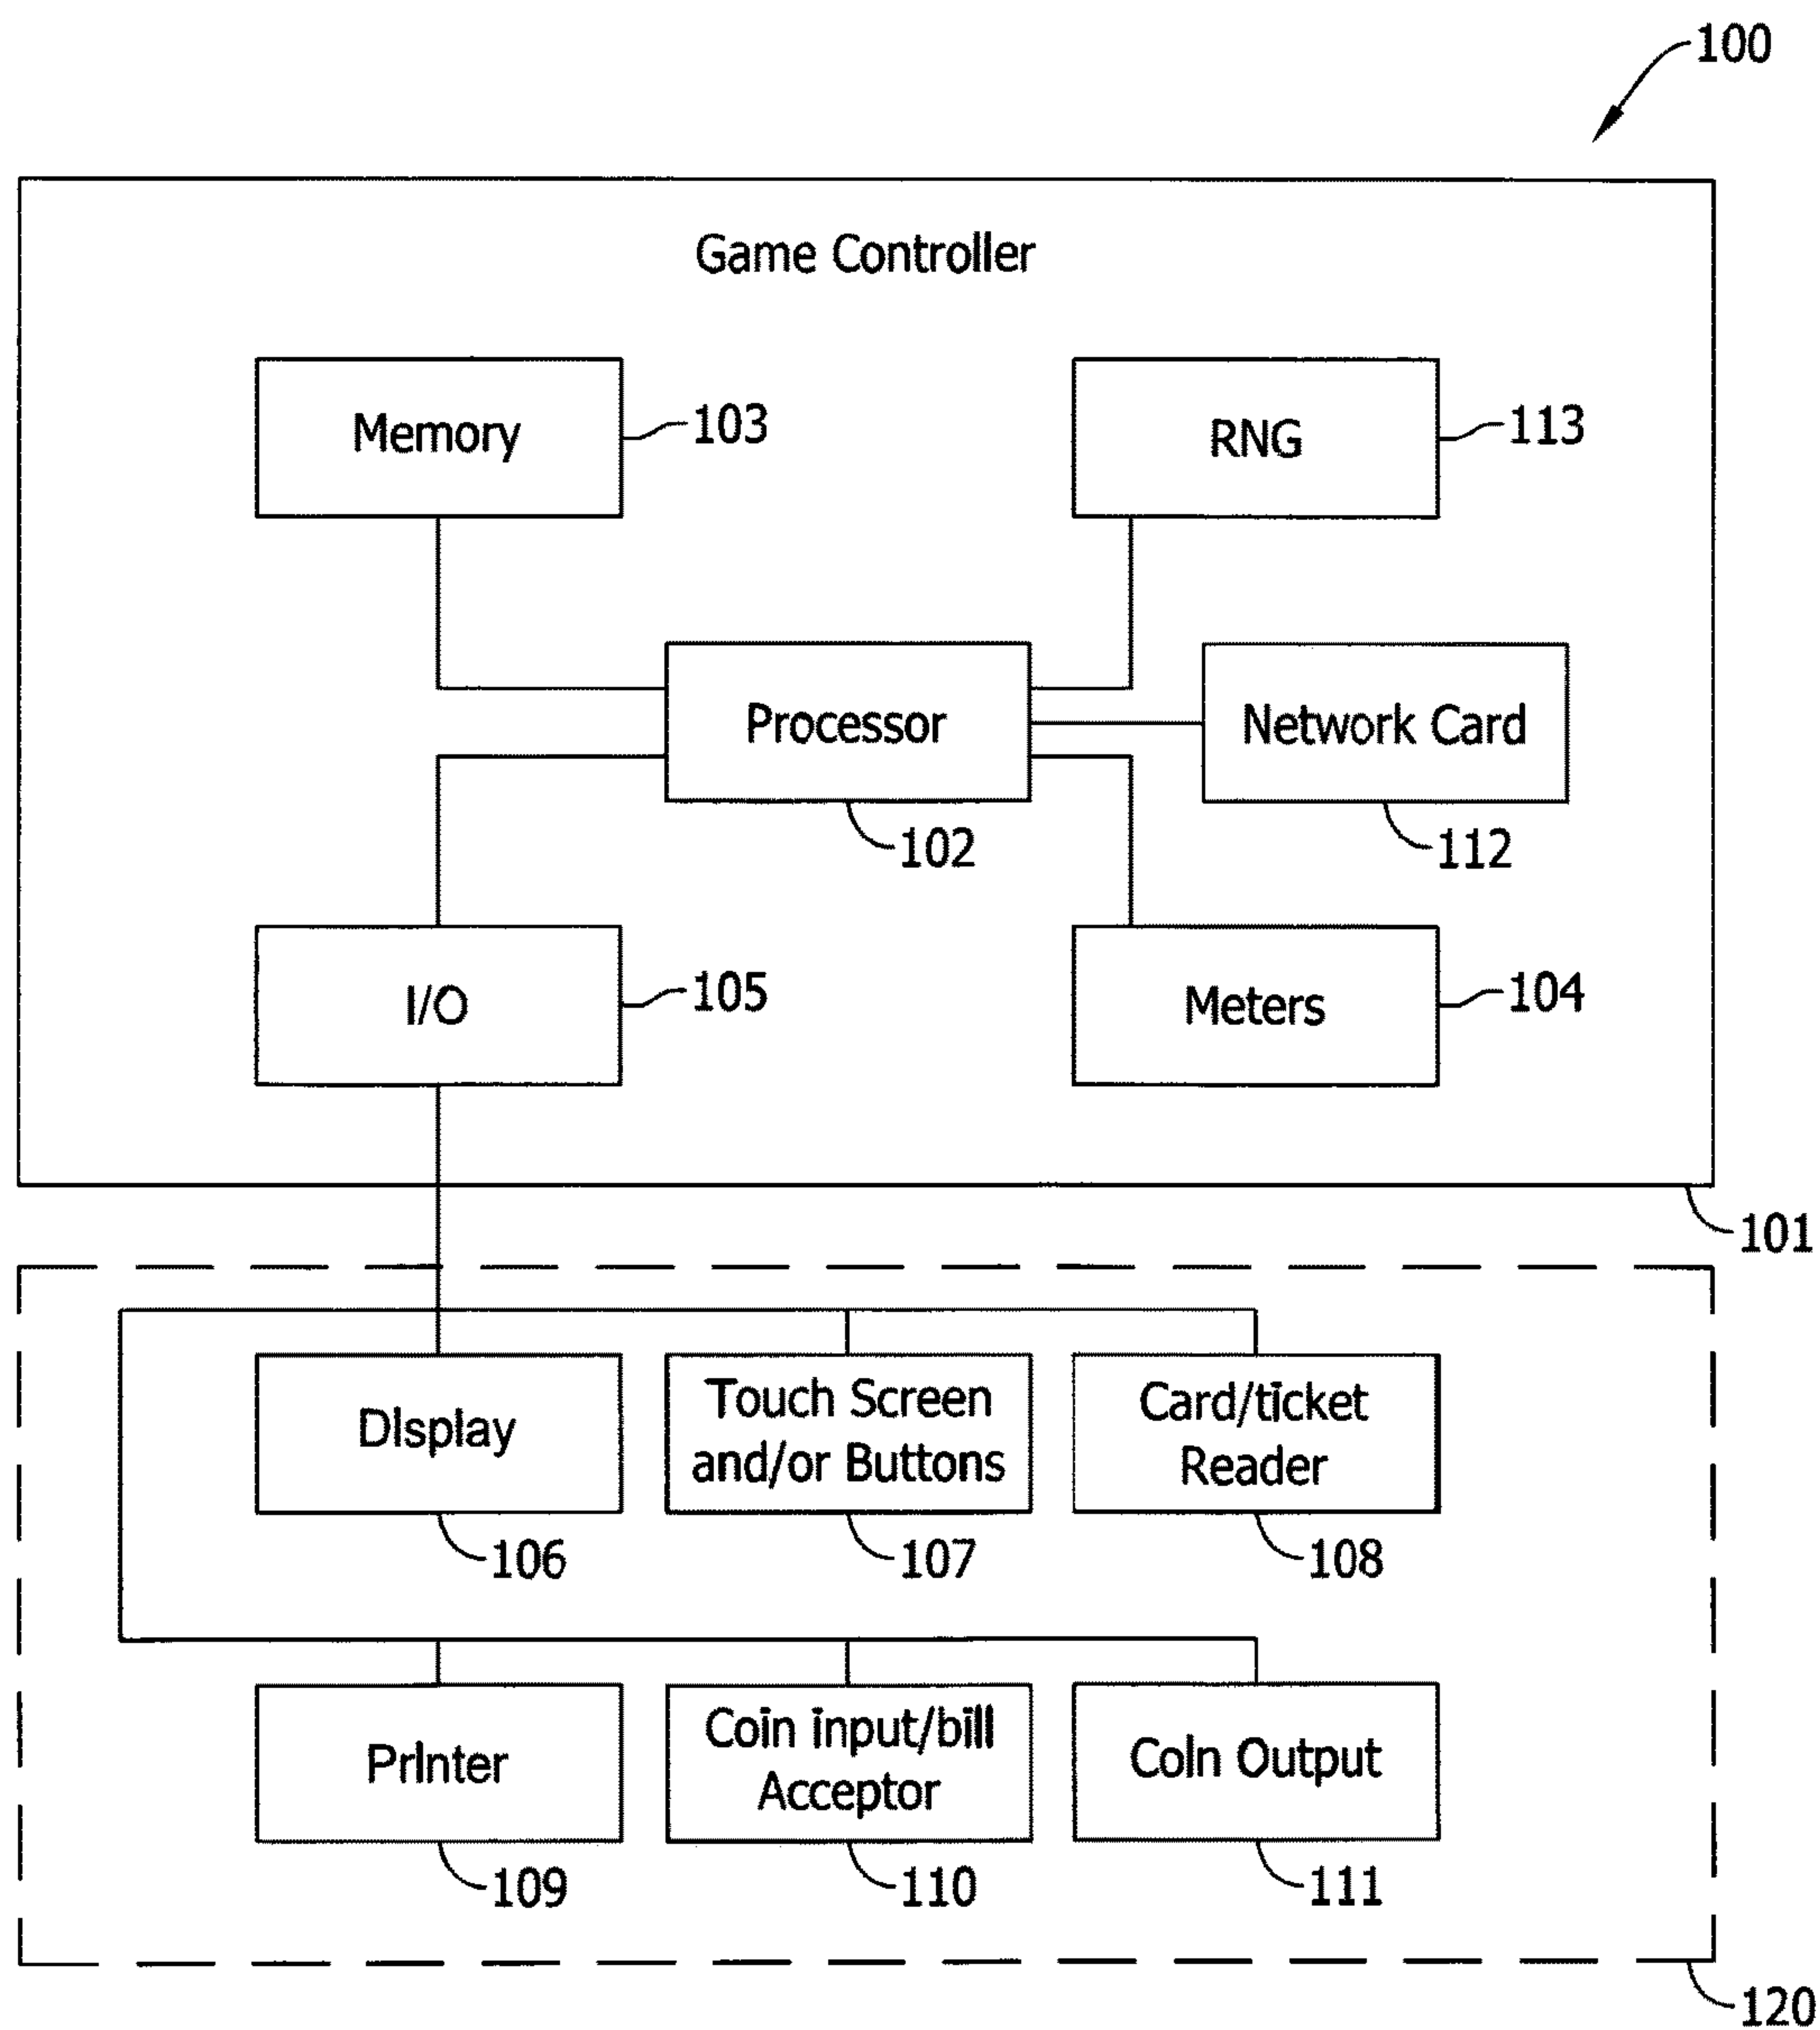 100
Game Controller
Memory
103
RNG
113
Processor
102
Network Card
112
I/O
105
Meters
104
101
Display
106
Touch Screen
and/or Buttons
107
Card/ticket
Reader
108
Printer
109
Coin input/bill
Acceptor
110
Coin Output
111
120